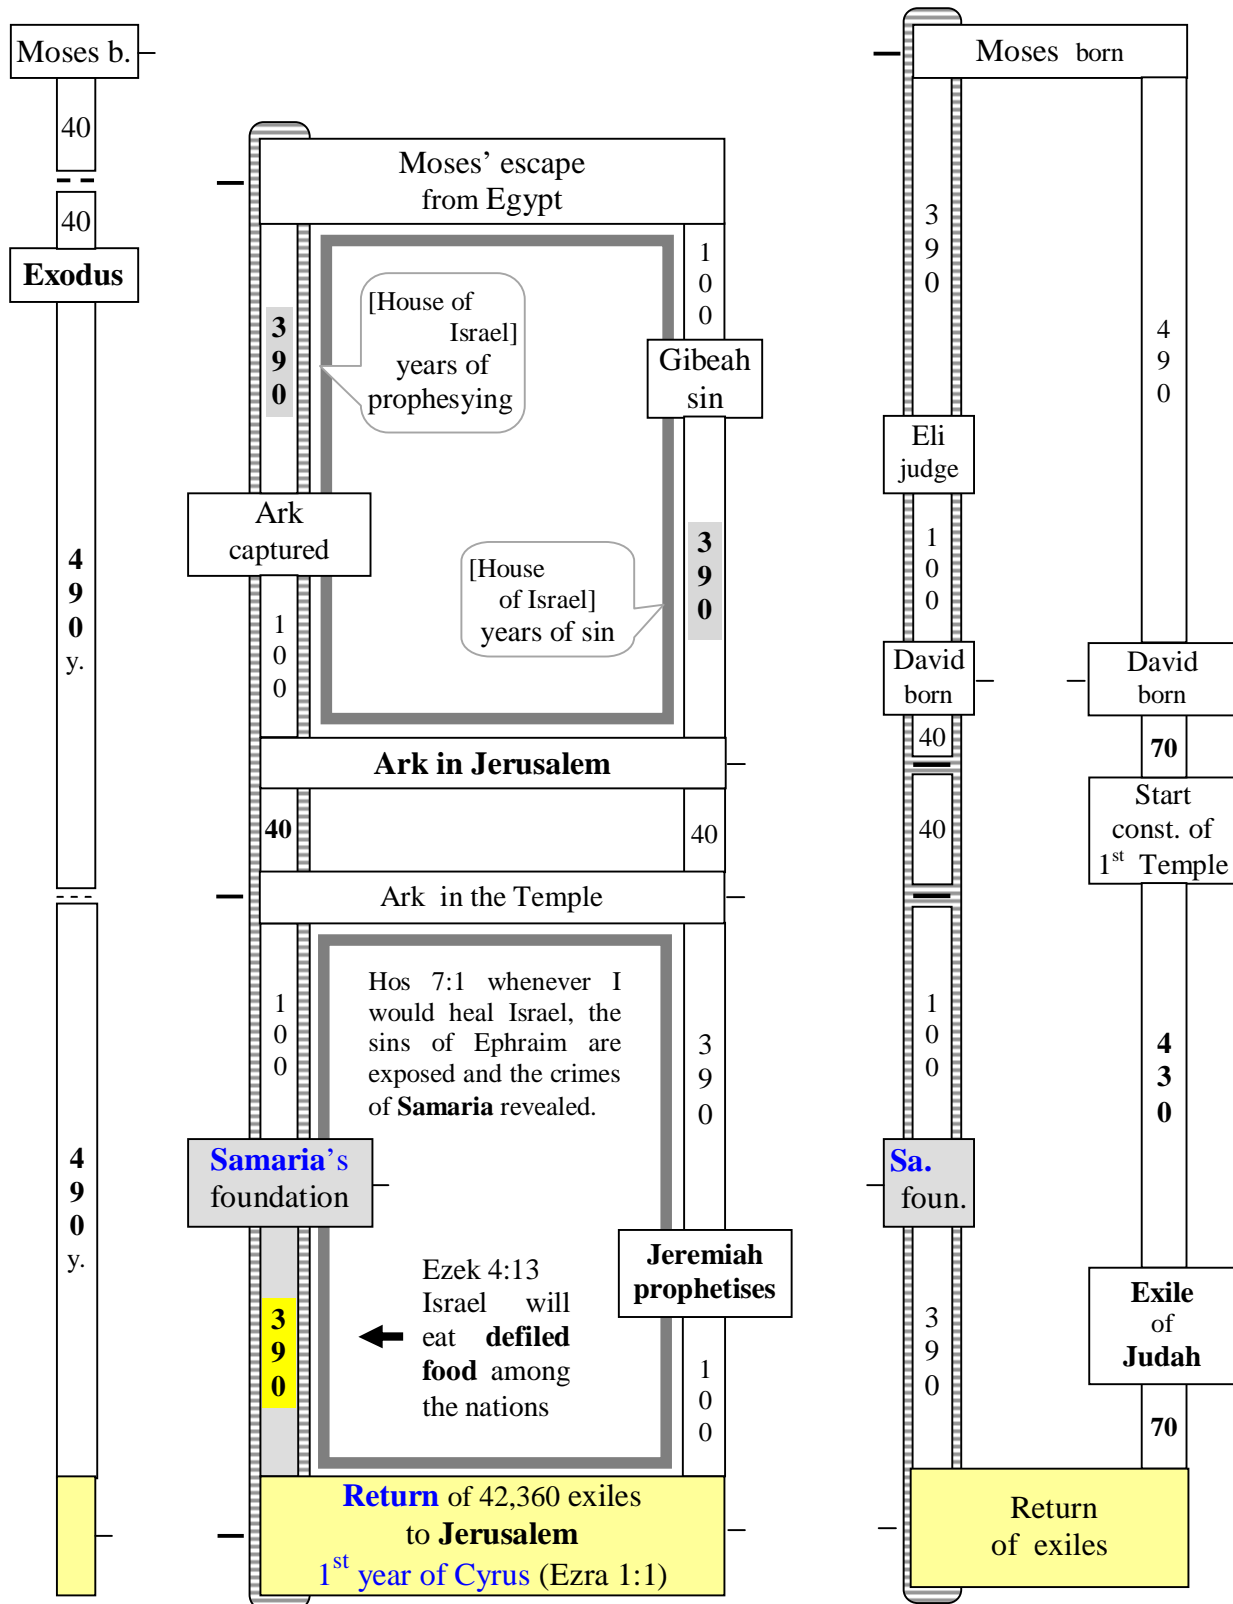 Moses b.
40
40
Exodus
4
9
0
y.
4
9
0
y.
Moses’ escape
from Egypt
3
9
0
[House of
Israel]
years of
prophesying
1
0
0
Gibeah
sin
Ark
captured
1
0
0
[House
of Israel]
years of sin
3
9
0
Ark in Jerusalem
40
40
Ark in the Temple
1
0
0
Hos 7:1 whenever I
would heal Israel, the
sins of Ephraim are
exposed and the crimes
of Samaria revealed.
3
9
0
Samaria’s
foundation
3
9
0
Ezek 4:13
Israel will
eat defiled
food among
the nations
Jeremiah
prophetises
1
0
0
Return of 42,360 exiles
to Jerusalem
1st year of Cyrus (Ezra 1:1)
Moses born
3
9
0
Eli
judge
1
0
0
David
born
40
40
1
0
0
Sa.
foun.
3
9
0
4
9
0
David
born
70
Start
const. of
1st Temple
4
3
0
Exile
of
Judah
70
Return
of exiles